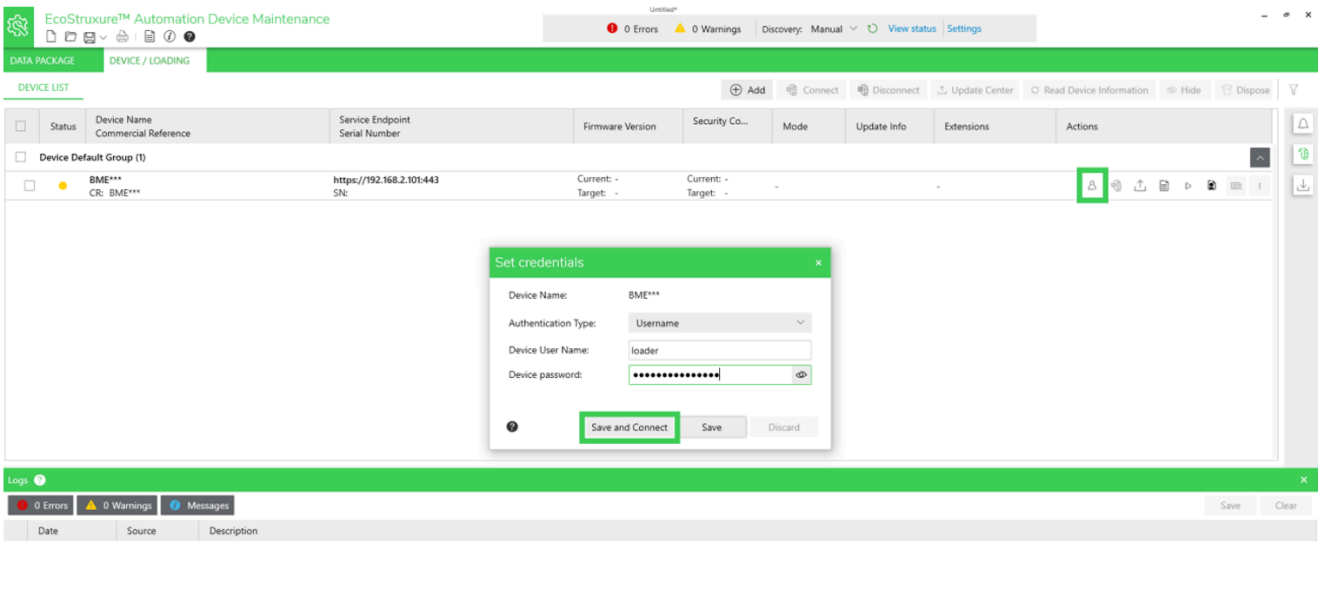 Untitled*
EcoStruxure™ Automation Device Maintenance
0 Errors 0 Warnings Discovery: Manual View status Settings
DATA PACKAGE DEVICE / LOADING
DEVICE LIST
Add Connect Disconnect Update Center Read Device Information Hide Dispose
Status Device Name Service Endpoint Firmware Version Security Co... Mode Update Info Extensions Actions
Commercial Reference Serial Number
Device Default Group (1)
BME*** https://192.168.2.101:443 Current: - Current: -
CR: BME*** SN: Target: - Target: - - -
Set credentials
Device Name: BME***
Authentication Type: Username
Device User Name: loader
Device password: •••••••••••••••
Save and Connect Save Discard
Logs
0 Errors 0 Warnings Messages Save Clear
Date Source Description